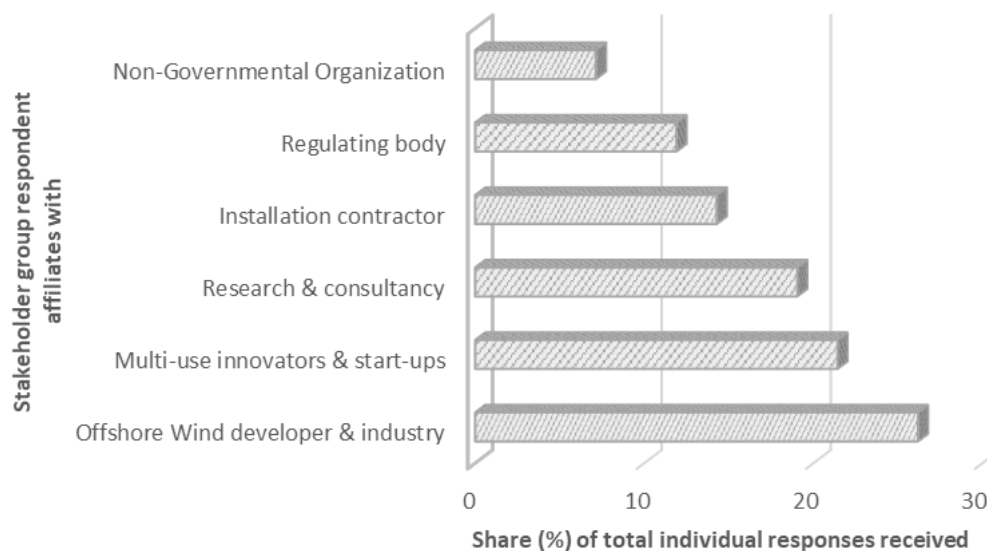 Stakeholder group respondent
affiliates with
Non-Governmental Organization
Regulating body
Installation contractor
Research & consultancy
Multi-use innovators & start-ups
Offshore Wind developer & industry
0 10 20 30
Share (%) of total individual responses received